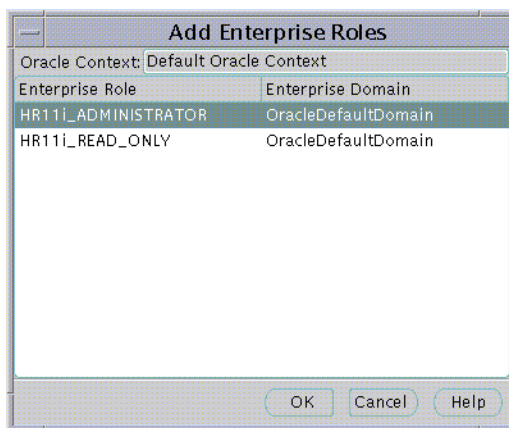 Add Enterprise Roles
Oracle Context: Default Oracle Context
Enterprise Role Enterprise Domain
HR11i_ADMINISTRATOR OracleDefaultDomain
HR11i_READ_ONLY OracleDefaultDomain
OK Cancel Help